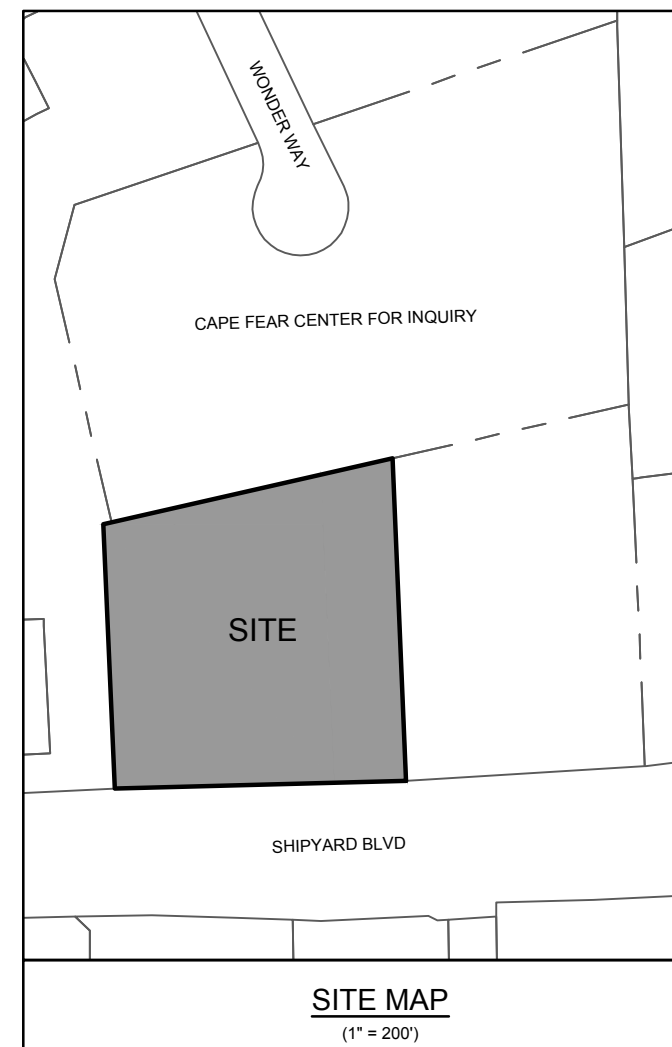 WONDER WAY
CAPE FEAR CENTER FOR INQUIRY
SITE
SHIPYARD BLVD
SITE MAP
(1" = 200')